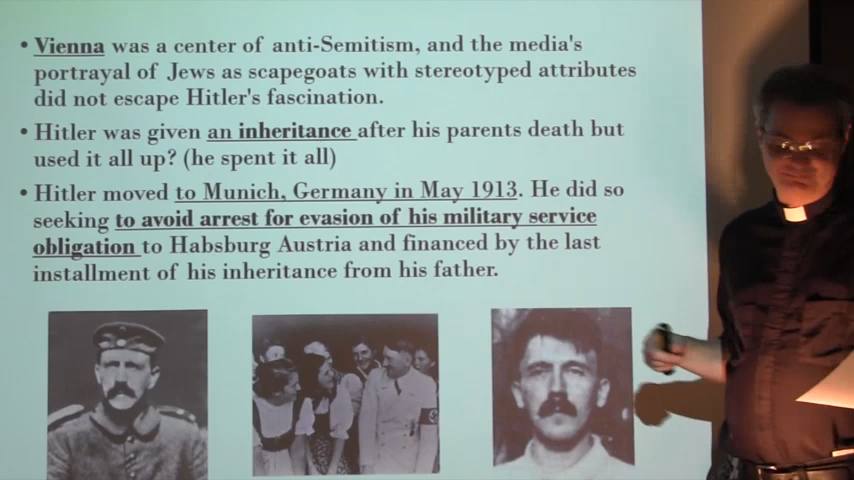 • Vienna was a center of anti-Semitism, and the media's
portrayal of Jews as scapegoats with stereotyped attributes
did not escape Hitler's fascination.
• Hitler was given an inheritance after his parents death but
used it all up? (he spent it all)
• Hitler moved to Munich, Germany in May 1913. He did so
seeking to avoid arrest for evasion of his military service
obligation to Habsburg Austria and financed by the last
installment of his inheritance from his father.